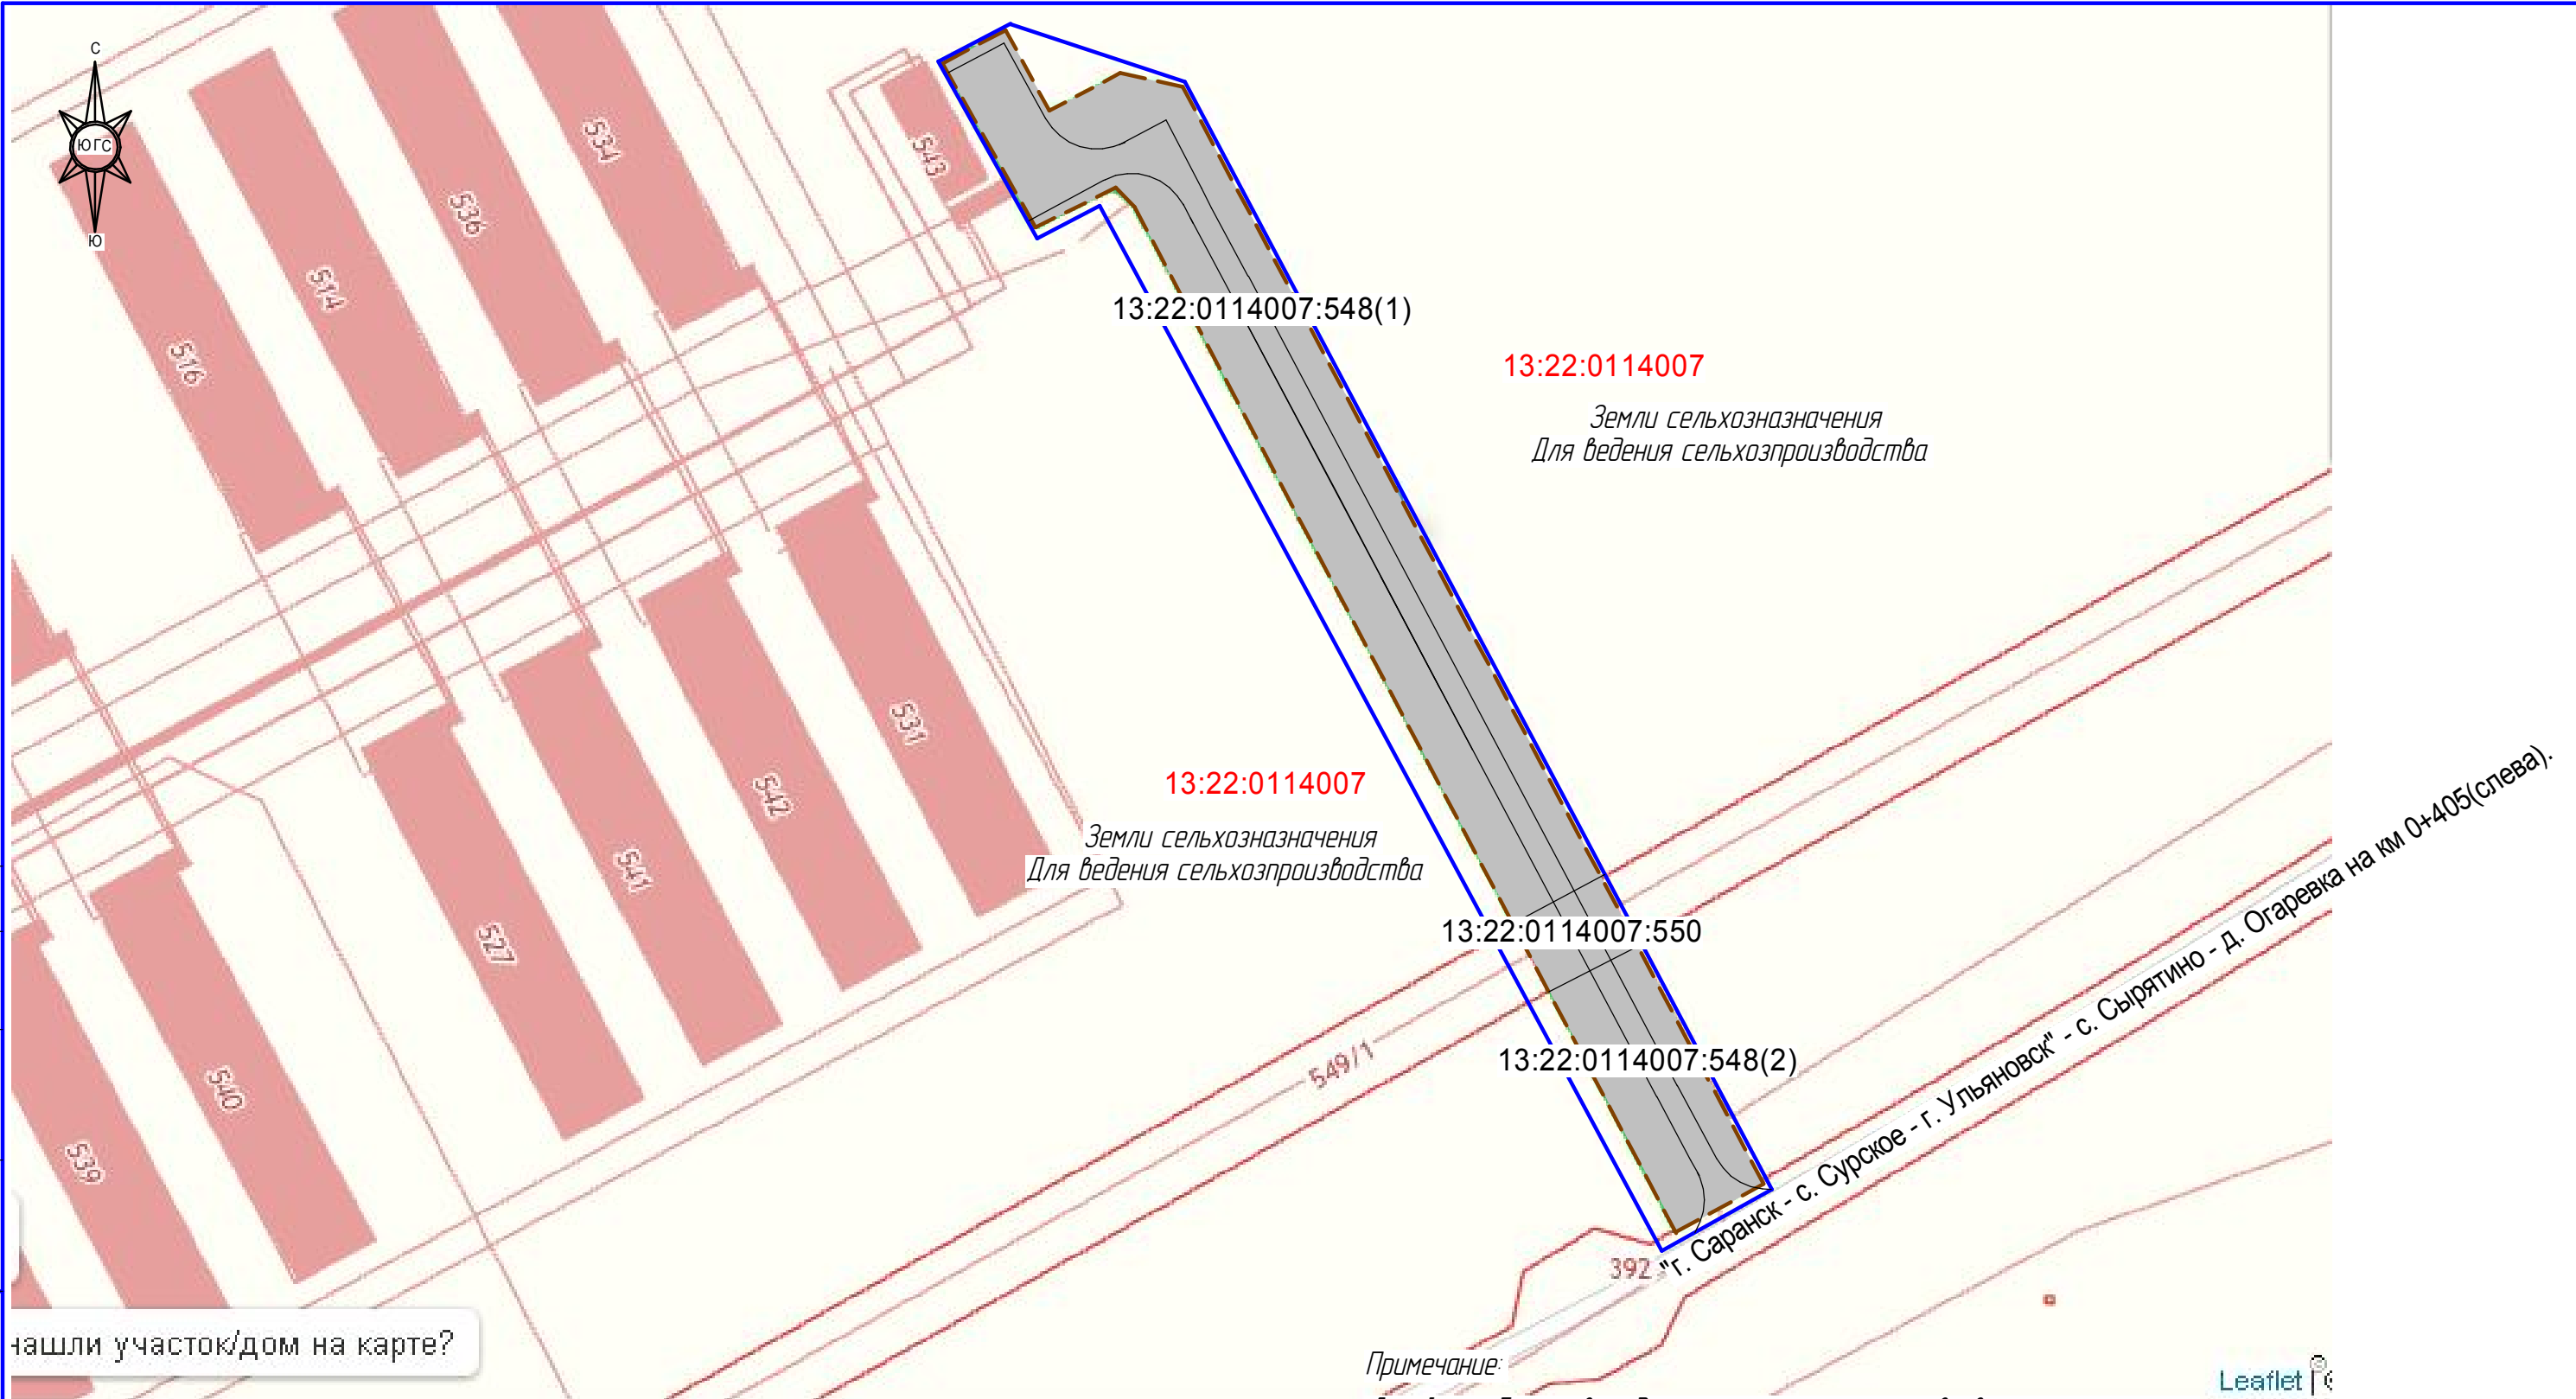 С
ЮГС
Ю
534
543
536
514
516
13:22:0114007:548(1)
13:22:0114007
Земли сельхозназначения
Для ведения сельхозпроизводства
531
13:22:0114007
542
Земли сельхозназначения
Для ведения сельхозпроизводства
541
527
13:22:0114007:550
13:22:0114007:548(2)
549/1
540
539
392
"г. Саранск - с. Сурское - г. Ульяновск" - с. Сырятино - д. Огаревка на км 0+405(слева).
нашли участок/дом на карте?
Примечание:
Leaflet |